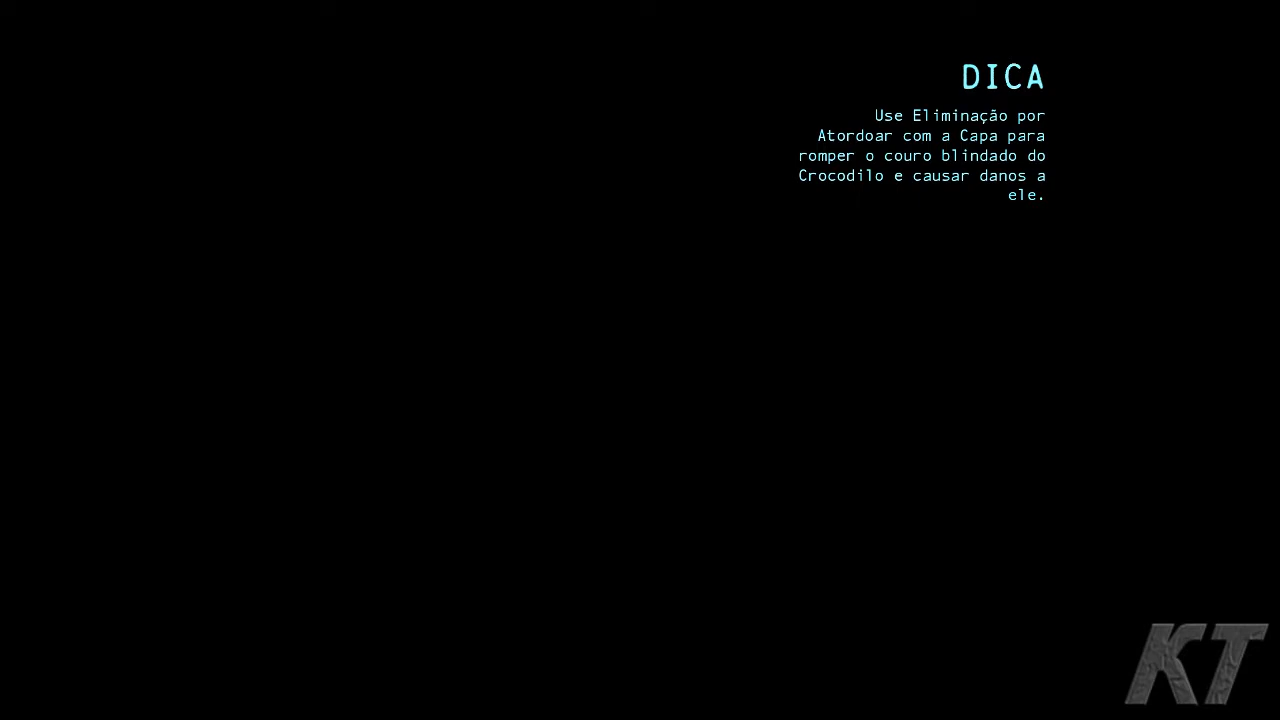 DICA
Use Eliminação por
Atordoar com a Capa para
romper o couro blindado do
Crocodilo e causar danos a
ele.
KT